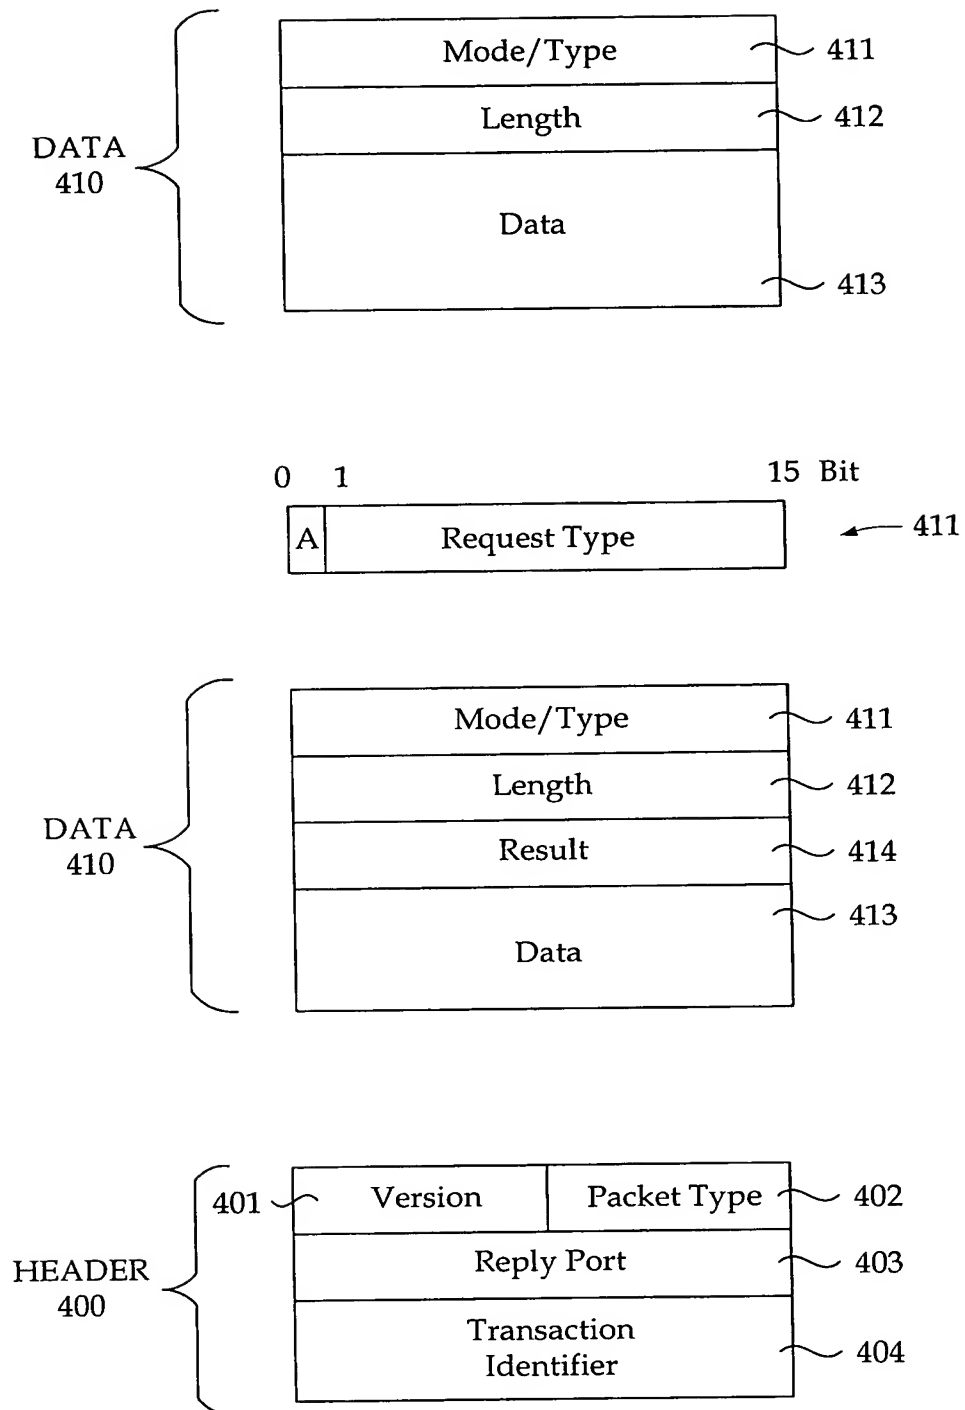 Mode/Type 411
Length 412
DATA
410
Data
413
0 1 15 Bit
A Request Type 411
Mode/Type 411
Length 412
DATA
410
Result 414
413
Data
401 Version Packet Type 402
HEADER
400
Reply Port 403
Transaction
Identifier 404